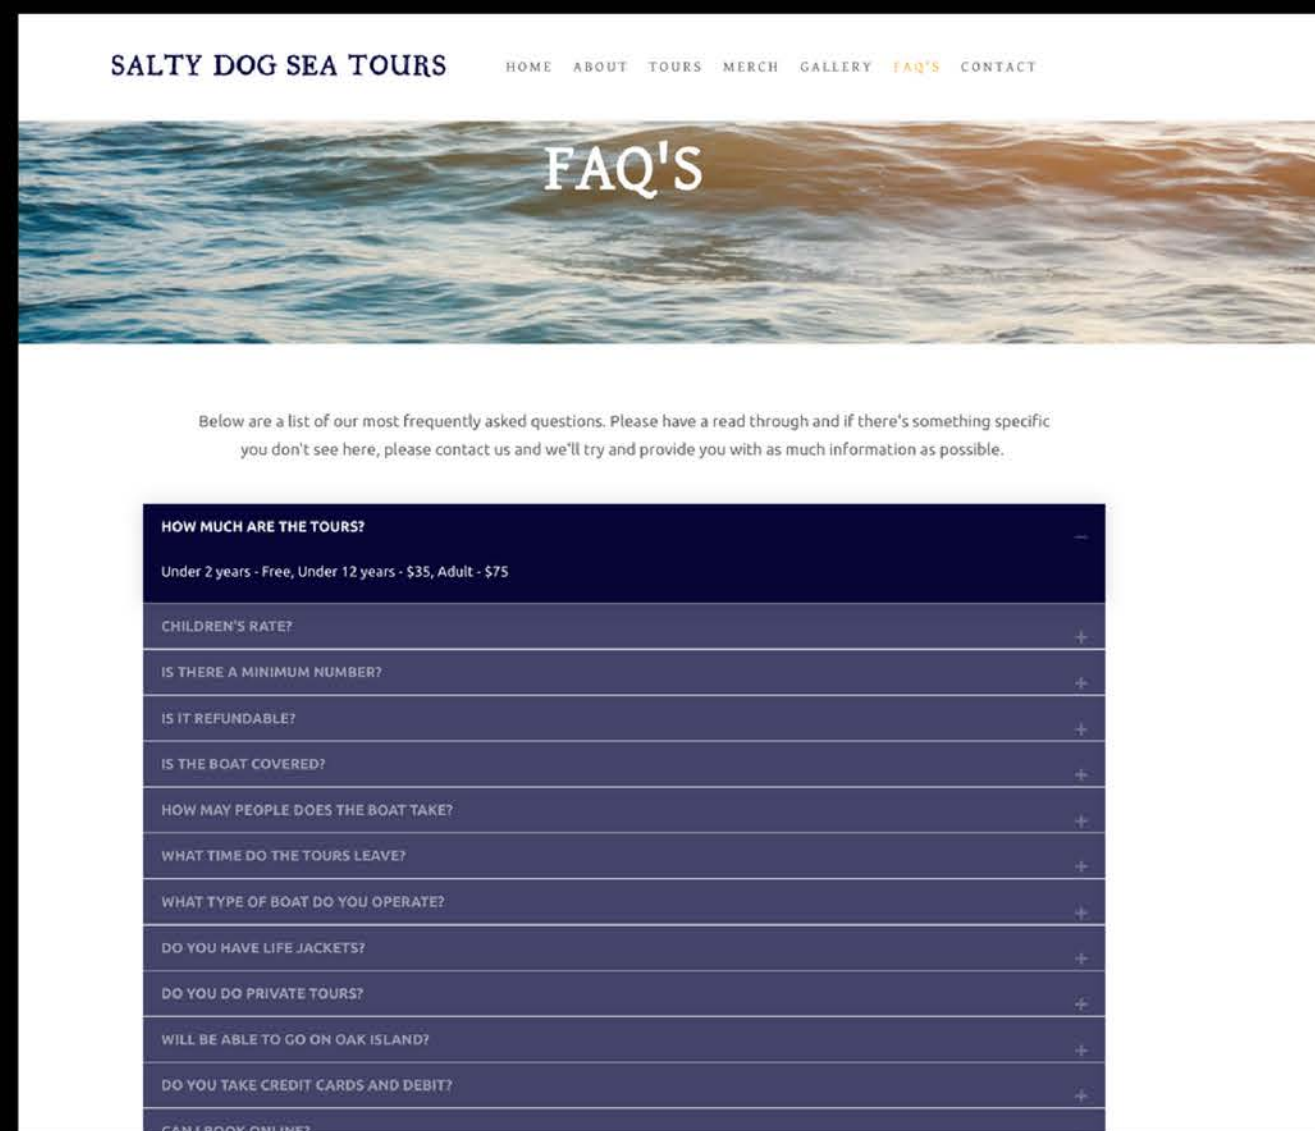 SALTY DOG SEA TOURS
HOME ABOUT TOURS MERCH GALLERY FAQ'S CONTACT
FAQ'S
Below are a list of our most frequently asked questions. Please have a read through and if there's something specific
you don't see here, please contact us and we'll try and provide you with as much information as possible.
HOW MUCH ARE THE TOURS?
Under 2 years - Free, Under 12 years - $35, Adult - $75
CHILDREN'S RATE?
IS THERE A MINIMUM NUMBER?
IS IT REFUNDABLE?
IS THE BOAT COVERED?
HOW MAY PEOPLE DOES THE BOAT TAKE?
WHAT TIME DO THE TOURS LEAVE?
WHAT TYPE OF BOAT DO YOU OPERATE?
DO YOU HAVE LIFE JACKETS?
DO YOU DO PRIVATE TOURS?
WILL BE ABLE TO GO ON OAK ISLAND?
DO YOU TAKE CREDIT CARDS AND DEBIT?
CAN I BOOK ONLINE?